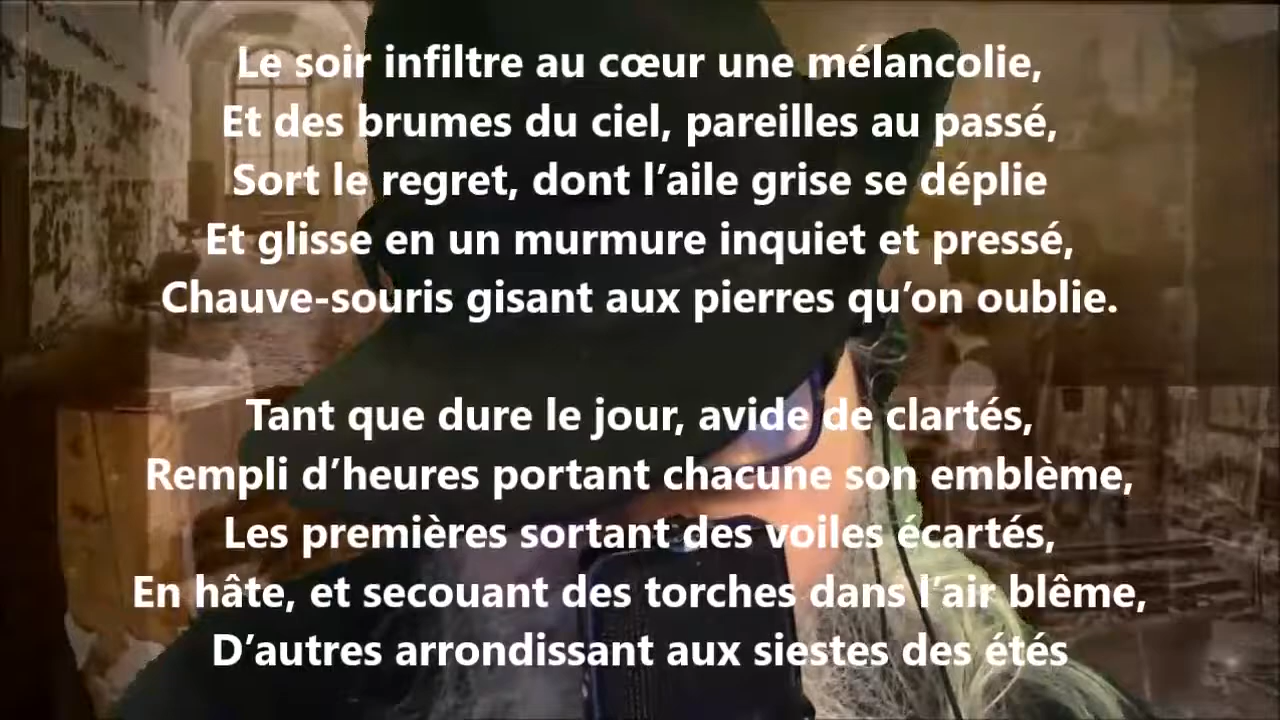 Le soir infiltre au cœur une mélancolie,
Et des brumes du ciel, pareilles au passé,
Sort le regret, dont l’aile grise se déplie
Et glisse en un murmure inquiet et pressé,
Chauve-souris gisant aux pierres qu’on oublie.
Tant que dure le jour, avide de clartés,
Rempli d’heures portant chacune son emblème,
Les premières sortant des voiles écartés,
En hâte, et secouant des torches dans l’air blême,
D’autres arrondissant aux siestes des étés